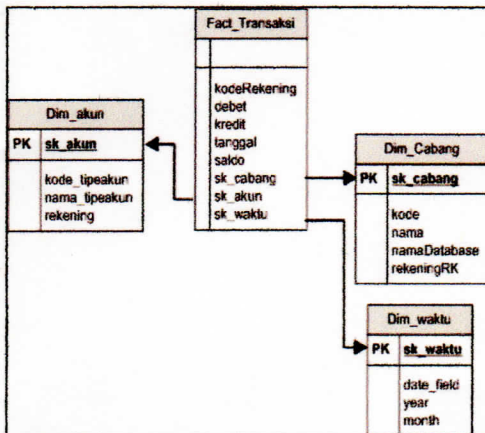 Fact_Transaksi
kodeRekening
debet
kredit
tanggal
saldo
sk_cabang
sk_akun
sk_waktu
Dim_akun
PK sk_akun
kode_tipeakun
nama_tipeakun
rekening
Dim_Cabang
PK sk_cabang
kode
nama
namaDatabase
rekeningRK
Dim_waktu
PK sk_waktu
date_field
year
month